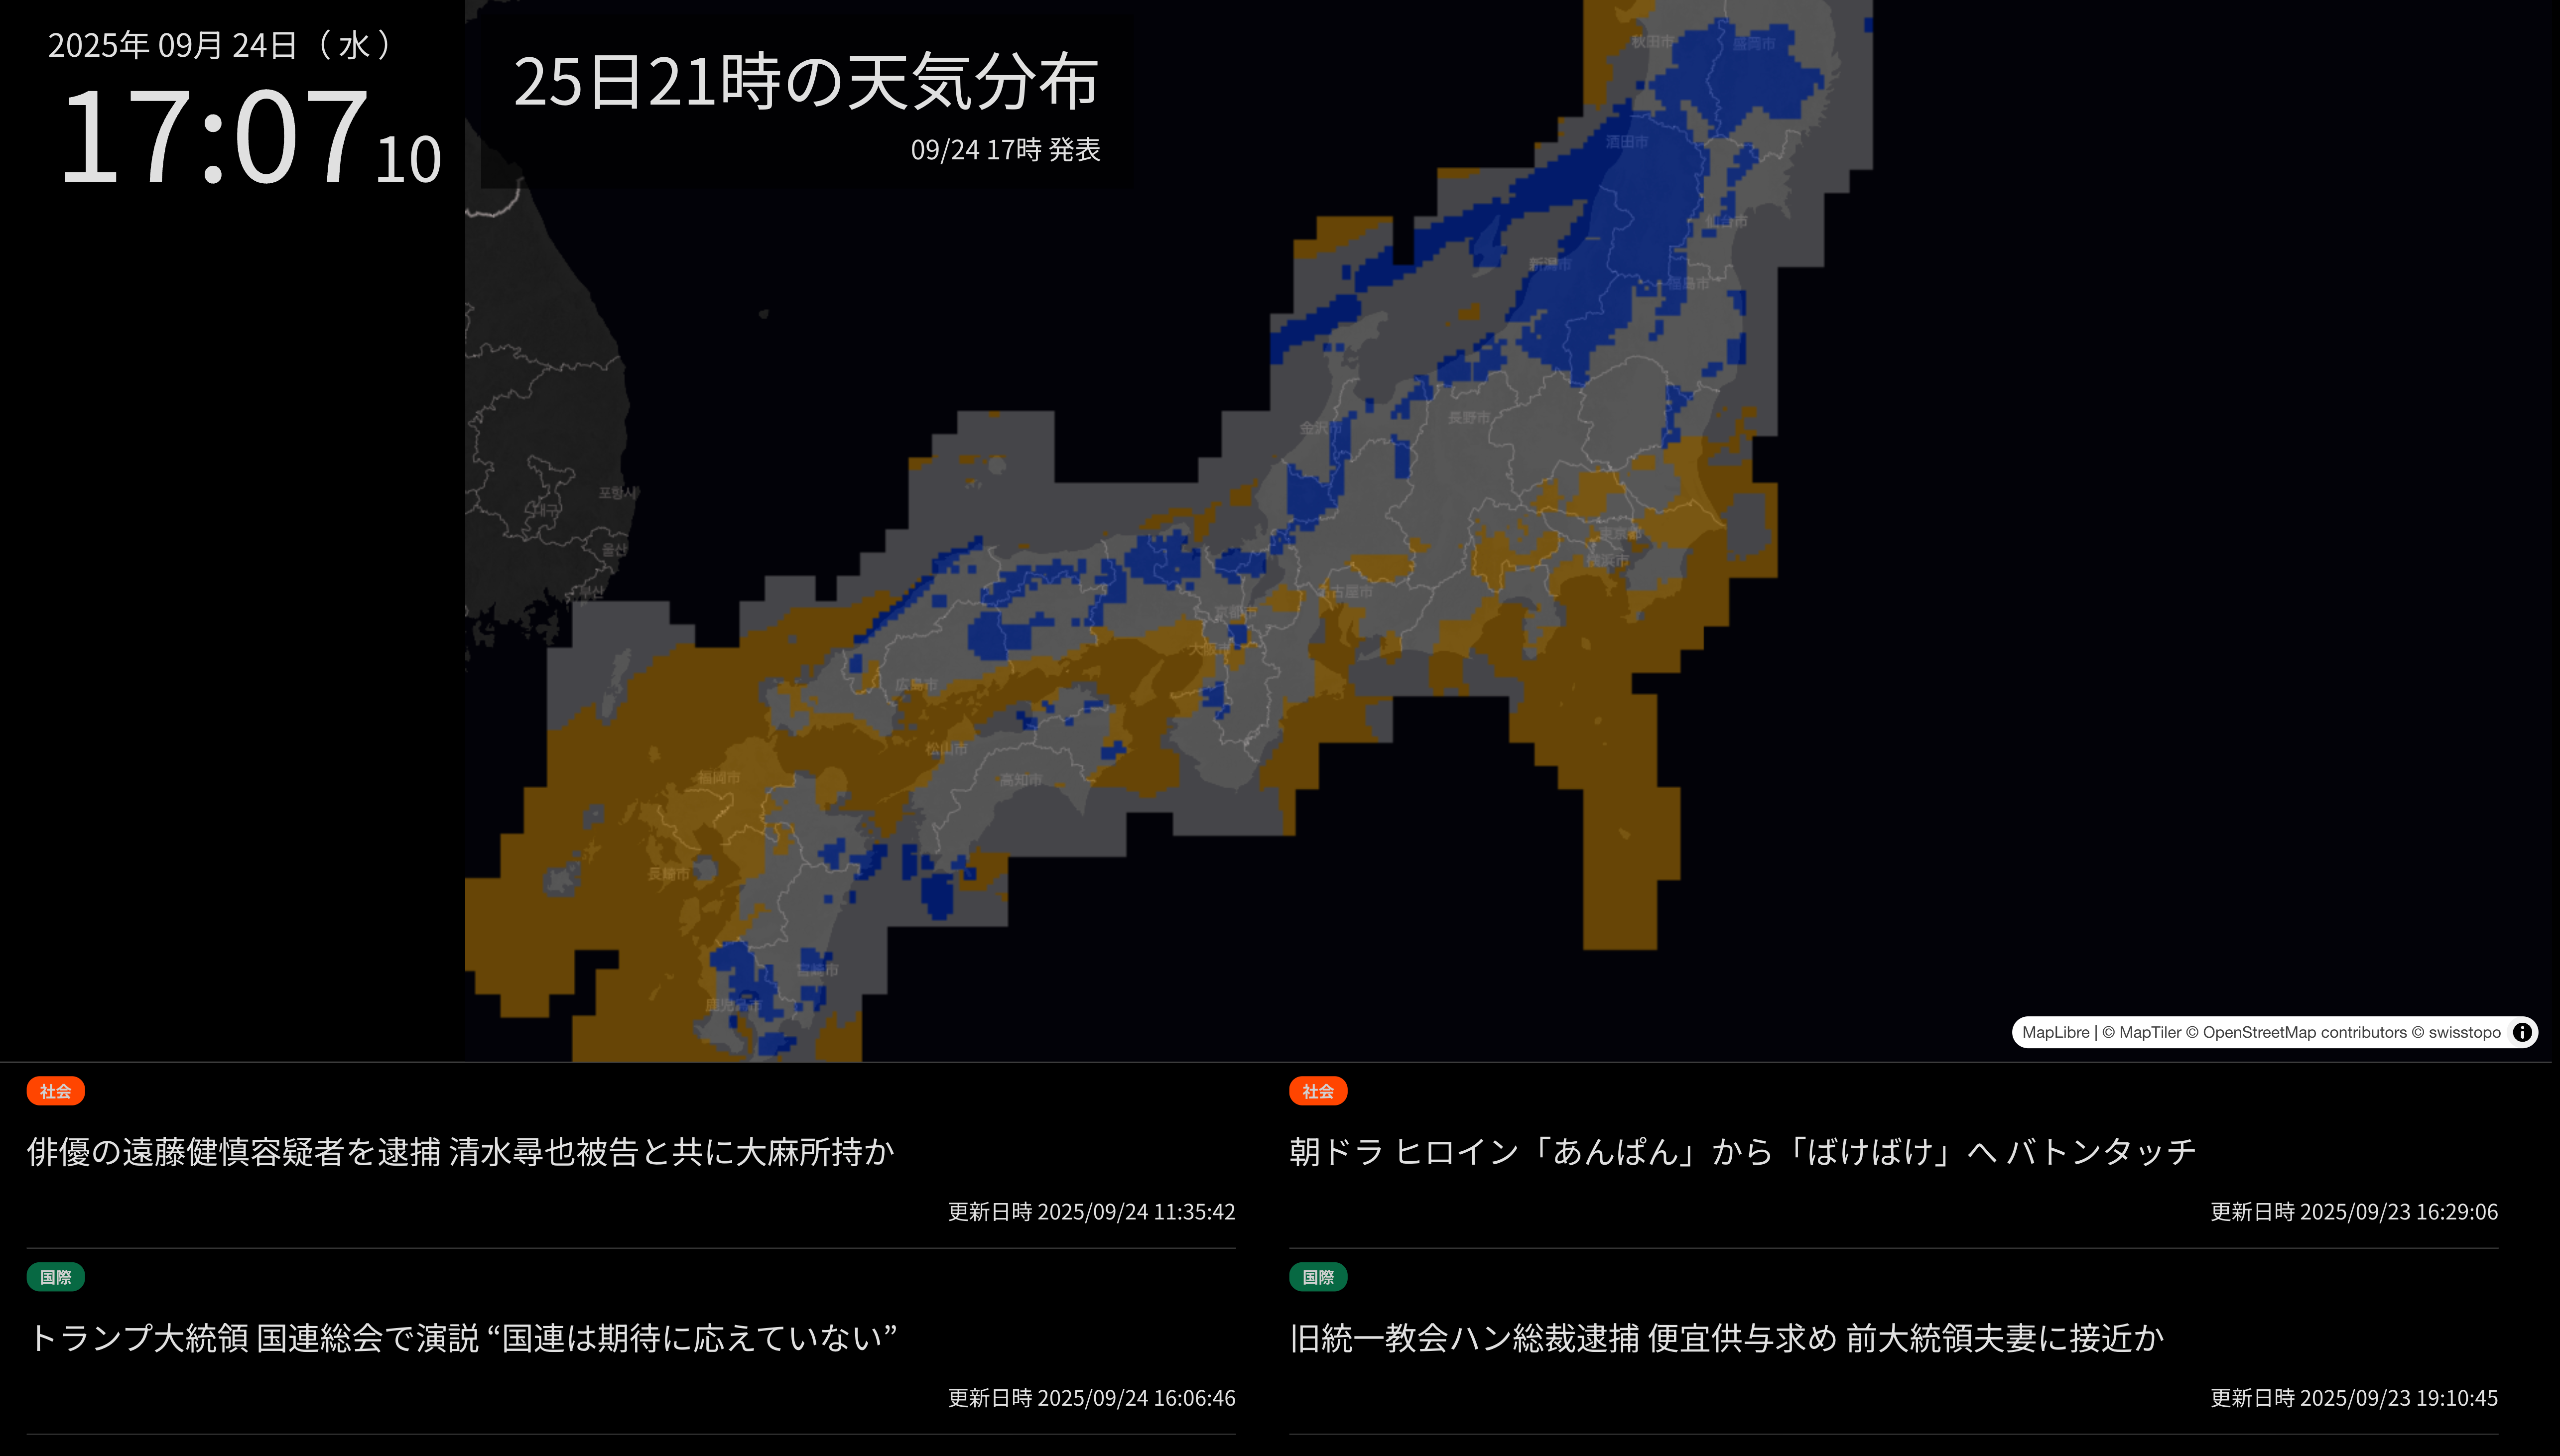 2025年 09月 24日（ 水 ）
17:07 10
25日21時の天気分布
09/24 17時 発表
秋田市
盛岡市
酒田市
仙台市
新潟市
福島市
長野市
金沢市
포항시
대구
울산
부산
東京都
横浜市
名古屋市
京都市
大阪市
広島市
松山市
高知市
福岡市
長崎市
宮崎市
鹿児島市
MapLibre | © MapTiler © OpenStreetMap contributors © swisstopo
社会
俳優の遠藤健慎容疑者を逮捕 清水尋也被告と共に大麻所持か
更新日時 2025/09/24 11:35:42
社会
朝ドラ ヒロイン「あんぱん」から「ばけばけ」へ バトンタッチ
更新日時 2025/09/23 16:29:06
国際
トランプ大統領 国連総会で演説 “国連は期待に応えていない”
更新日時 2025/09/24 16:06:46
国際
旧統一教会ハン総裁逮捕 便宜供与求め 前大統領夫妻に接近か
更新日時 2025/09/23 19:10:45